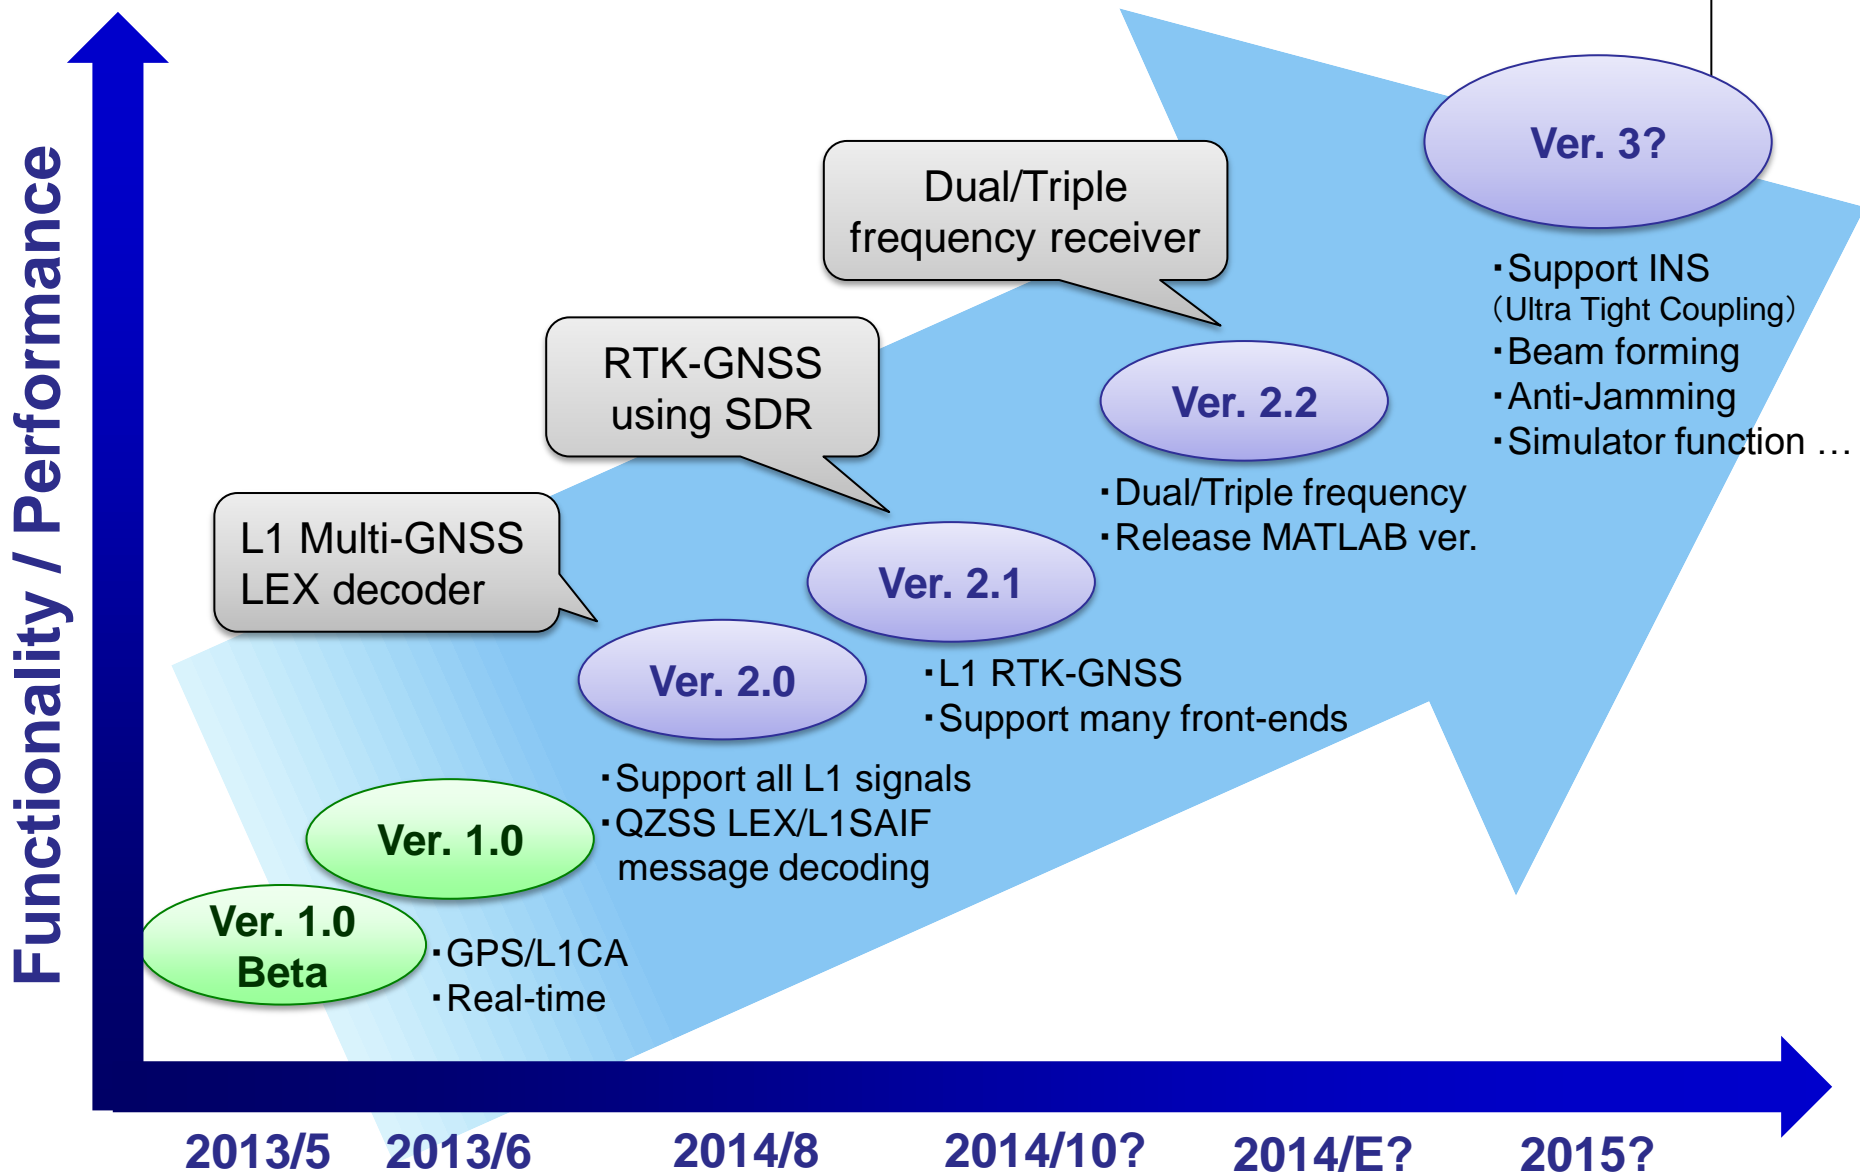 Functionality / Performance
Ver. 3?
・Support INS
（Ultra Tight Coupling）
・Beam forming
・Anti-Jamming
・Simulator function …
Dual/Triple
frequency receiver
Ver. 2.2
・Dual/Triple frequency
・Release MATLAB ver.
RTK-GNSS
using SDR
Ver. 2.1
・L1 RTK-GNSS
・Support many front-ends
L1 Multi-GNSS
LEX decoder
Ver. 2.0
・Support all L1 signals
・QZSS LEX/L1SAIF
message decoding
Ver. 1.0
Ver. 1.0
Beta
・GPS/L1CA
・Real-time
2013/5 2013/6 2014/8 2014/10? 2014/E? 2015?